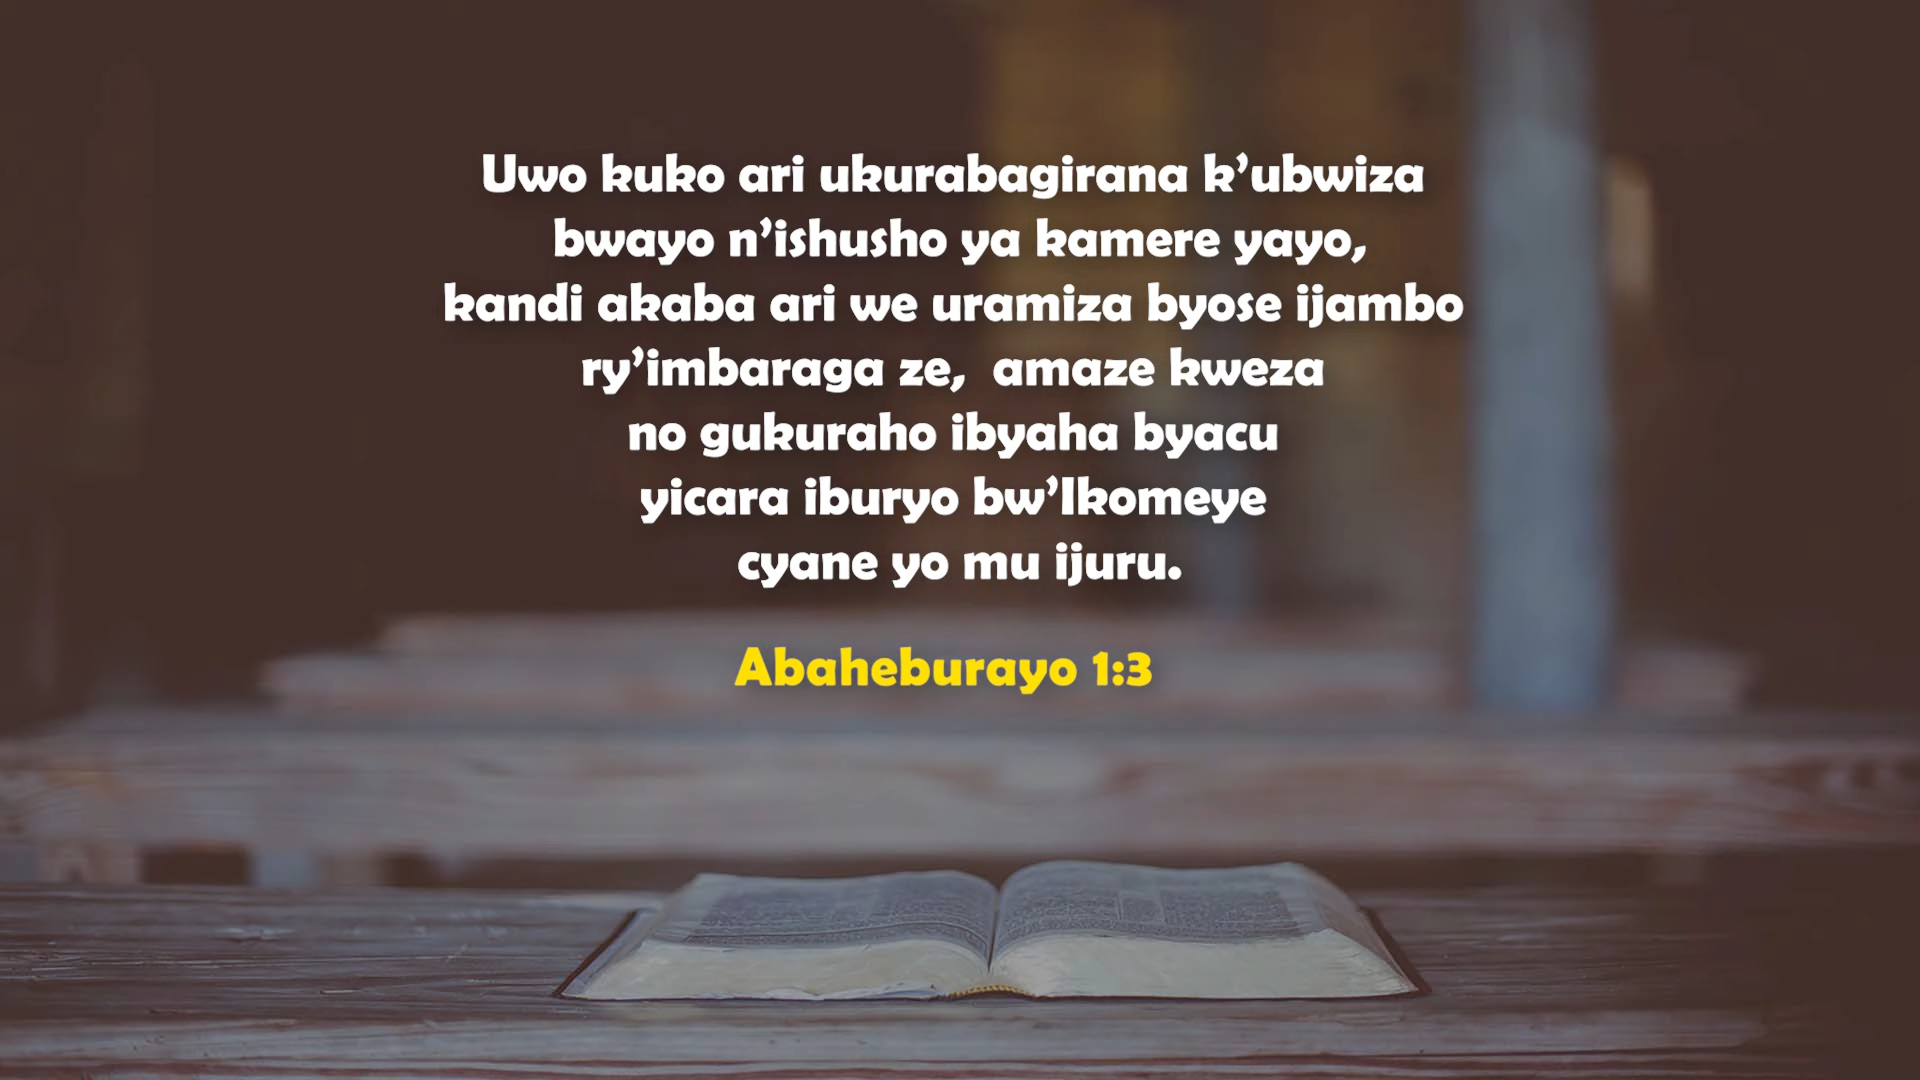 Uwo kuko ari ukurabagirana k’ubwiza
bwayo n’ishusho ya kamere yayo,
kandi akaba ari we uramiza byose ijambo
ry’imbaraga ze,  amaze kweza
no gukuraho ibyaha byacu
yicara iburyo bw’Ikomeye
cyane yo mu ijuru.
Abaheburayo 1:3